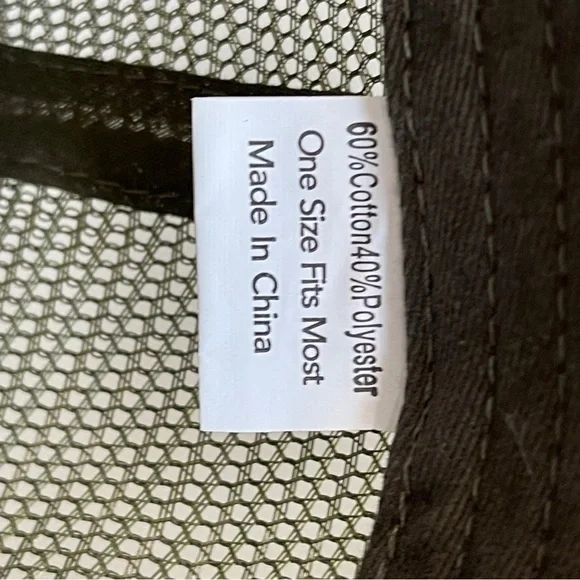 60%Cotton40%Polyester
One Size Fits Most
Made In China